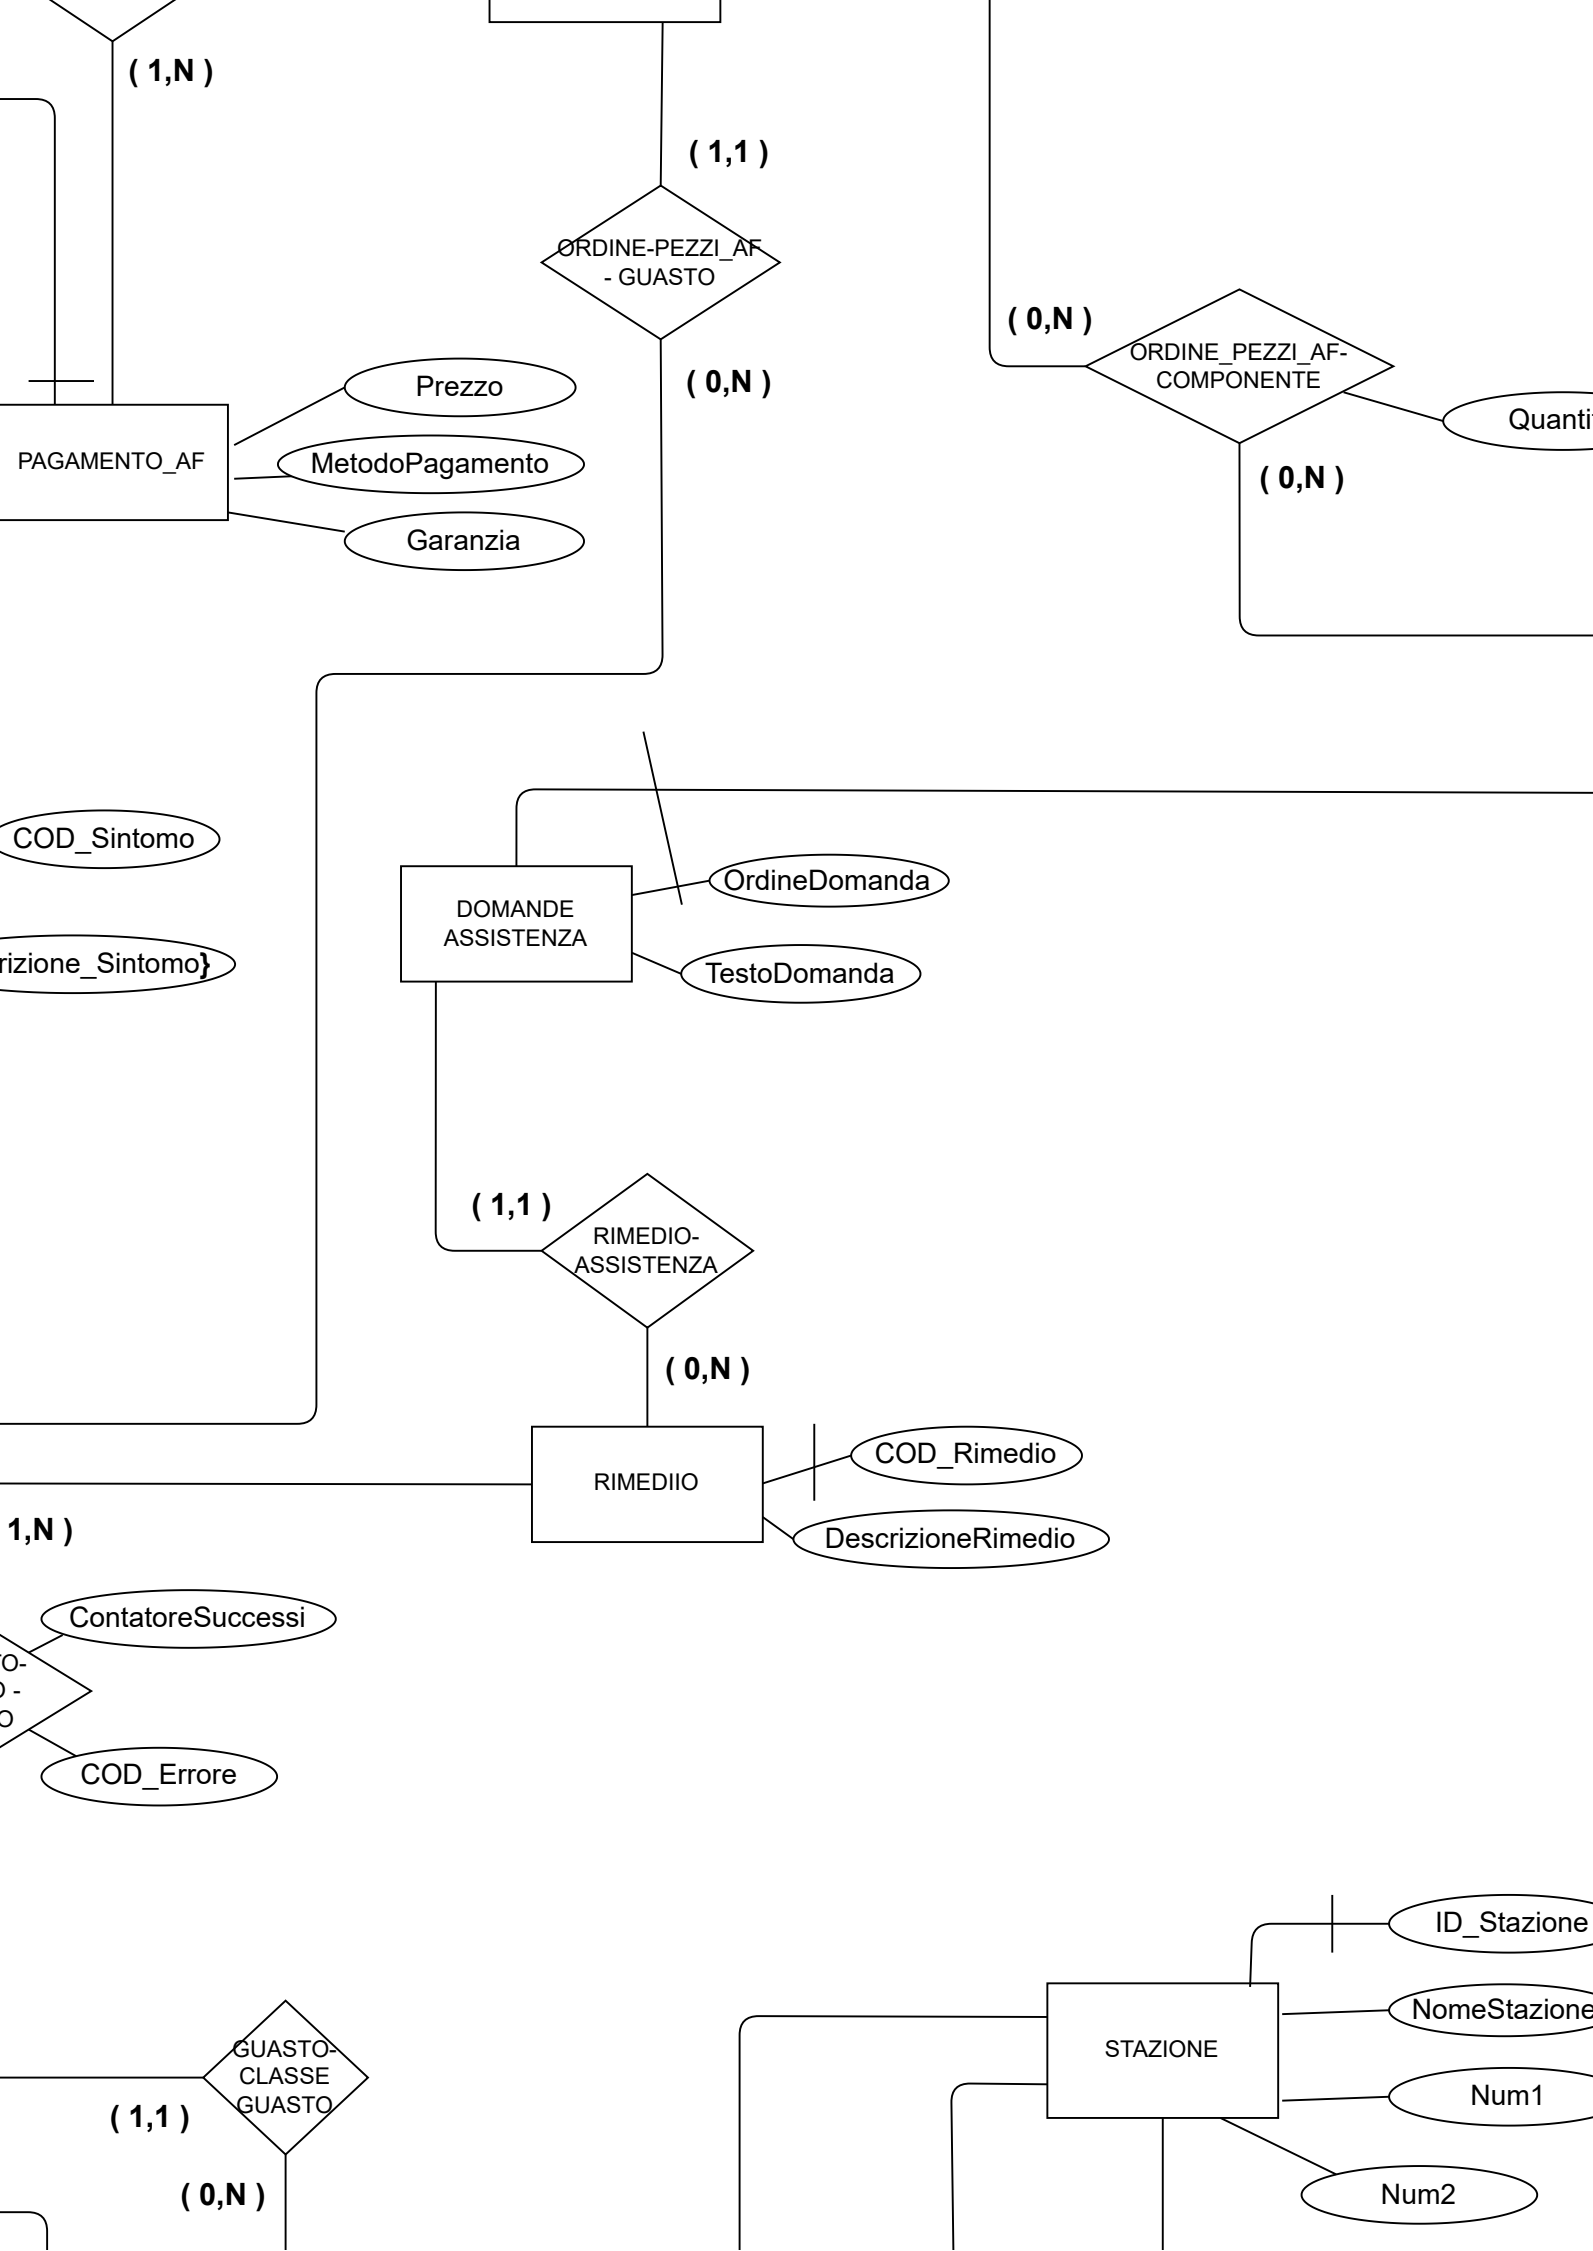 ( 1,N )
( 1,1 )
ORDINE-PEZZI_AF
- GUASTO
( 0,N )
( 0,N )
ORDINE_PEZZI_AF-
COMPONENTE
Prezzo
MetodoPagamento
Garanzia
PAGAMENTO_AF
( 0,N )
COD_Sintomo
rizione_Sintomo}
DOMANDE
ASSISTENZA
OrdineDomanda
TestoDomanda
( 1,1 )
RIMEDIO-
ASSISTENZA
( 0,N )
RIMEDIIO
COD_Rimedio
DescrizioneRimedio
1,N )
ContatoreSuccessi
TO-
O -
O
COD_Errore
ID_Stazione
NomeStazione
STAZIONE
Num1
Num2
GUASTO-
CLASSE
GUASTO
( 1,1 )
( 0,N )